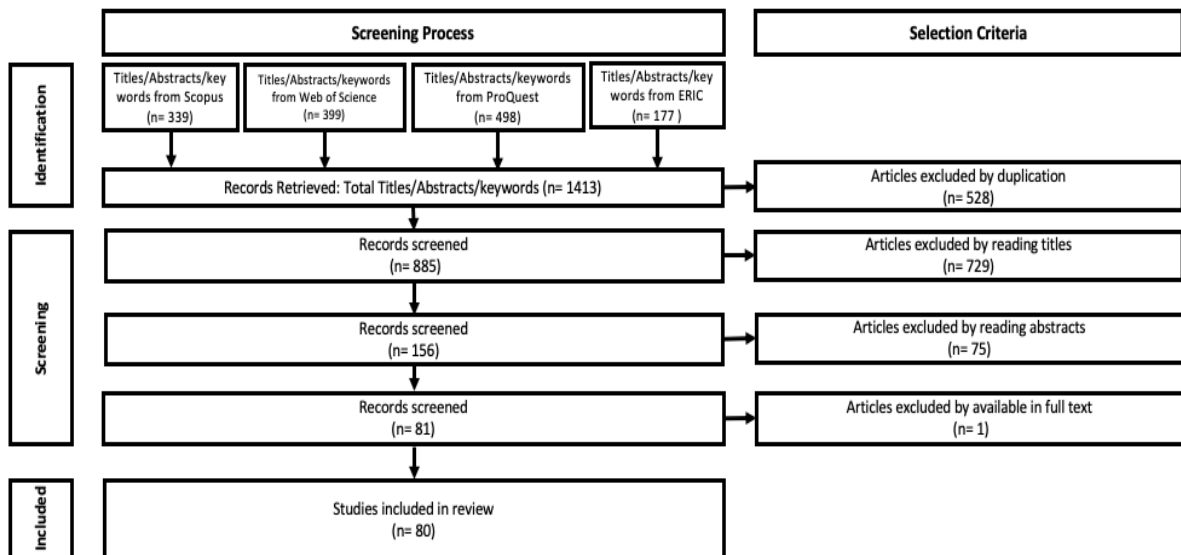 Screening Process
Selection Criteria
Identification
Titles/Abstracts/key
words from Scopus
(n= 339)
Titles/Abstracts/keywords
from Web of Science
(n= 399)
Titles/Abstracts/keywords
from ProQuest
(n= 498)
Titles/Abstracts/key
words from ERIC
(n= 177 )
Records Retrieved: Total Titles/Abstracts/keywords (n= 1413)
Articles excluded by duplication
(n= 528)
Screening
Records screened
(n= 885)
Articles excluded by reading titles
(n= 729)
Records screened
(n= 156)
Articles excluded by reading abstracts
(n= 75)
Records screened
(n= 81)
Articles excluded by available in full text
(n= 1)
Included
Studies included in review
(n= 80)